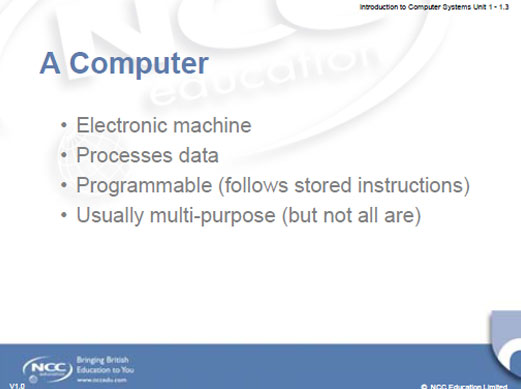 Introduction to Computer Systems Unit 1 - 1.3
NCC
education
A Computer
• Electronic machine
• Processes data
• Programmable (follows stored instructions)
• Usually multi-purpose (but not all are)
NCC
education
Bringing British
Education to You
www.nccedu.com
V1.0
© NCC Education Limited